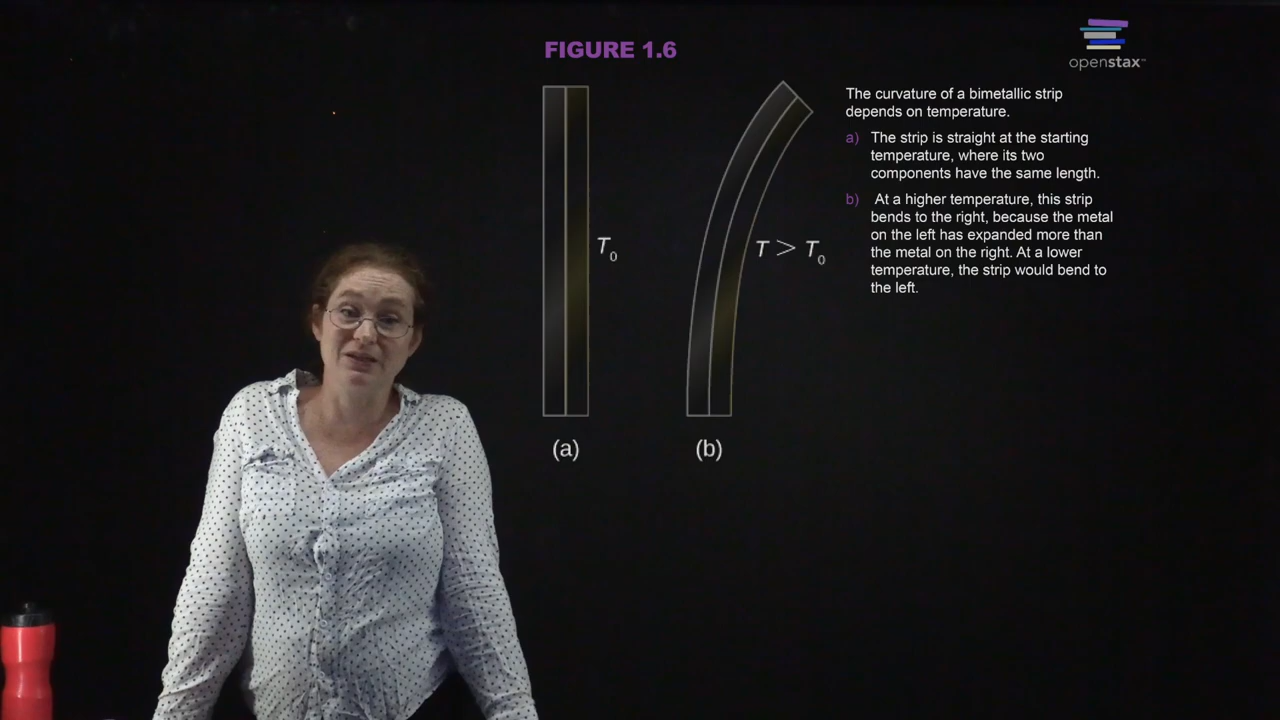 FIGURE 1.6
openstax™
The curvature of a bimetallic strip
depends on temperature.
a) The strip is straight at the starting
temperature, where its two
components have the same length.
b) At a higher temperature, this strip
bends to the right, because the metal
on the left has expanded more than
the metal on the right. At a lower
temperature, the strip would bend to
the left.
T₀
T > T₀
(a)
(b)